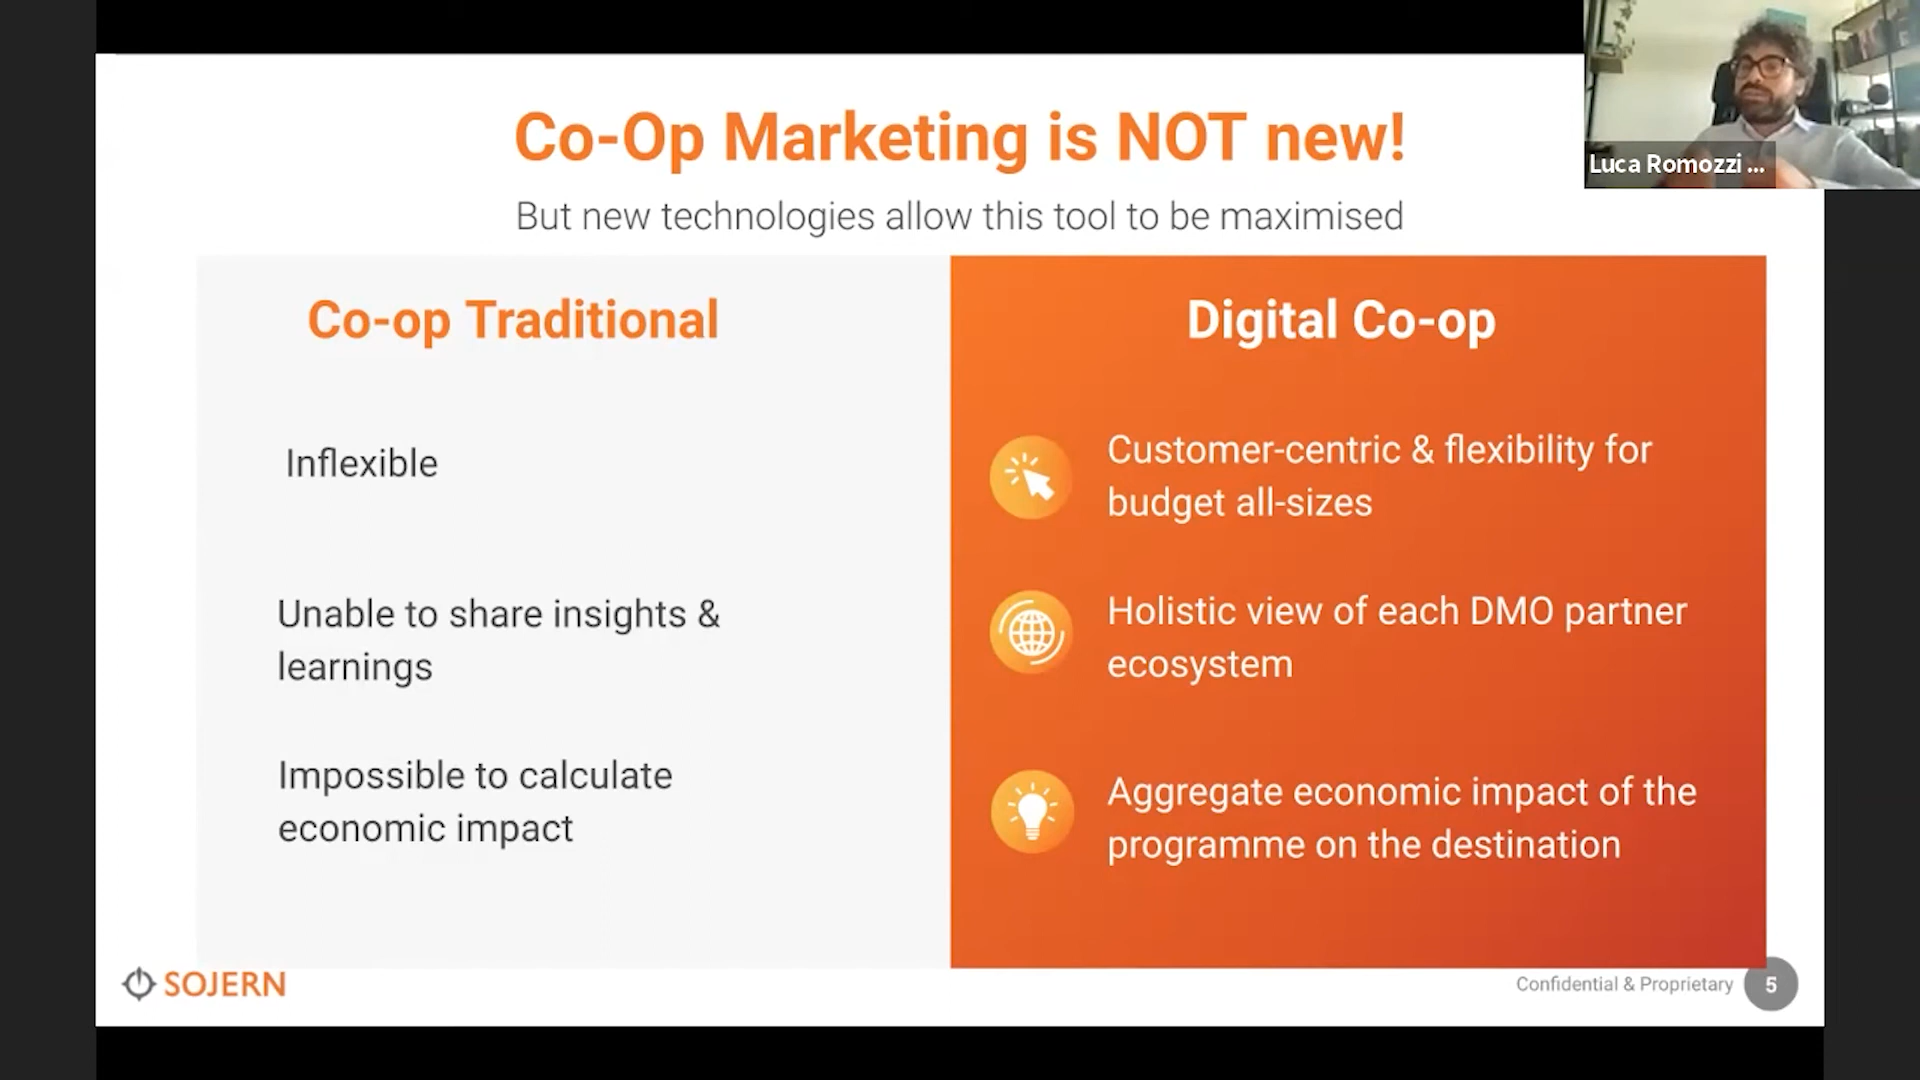 Co-Op Marketing is NOT new!
But new technologies allow this tool to be maximised
Luca Romozzi ...
Co-op Traditional
Inflexible
Unable to share insights &
learnings
Impossible to calculate
economic impact
Digital Co-op
Customer-centric & flexibility for
budget all-sizes
Holistic view of each DMO partner
ecosystem
Aggregate economic impact of the
programme on the destination
SOJERN
Confidential & Proprietary
5